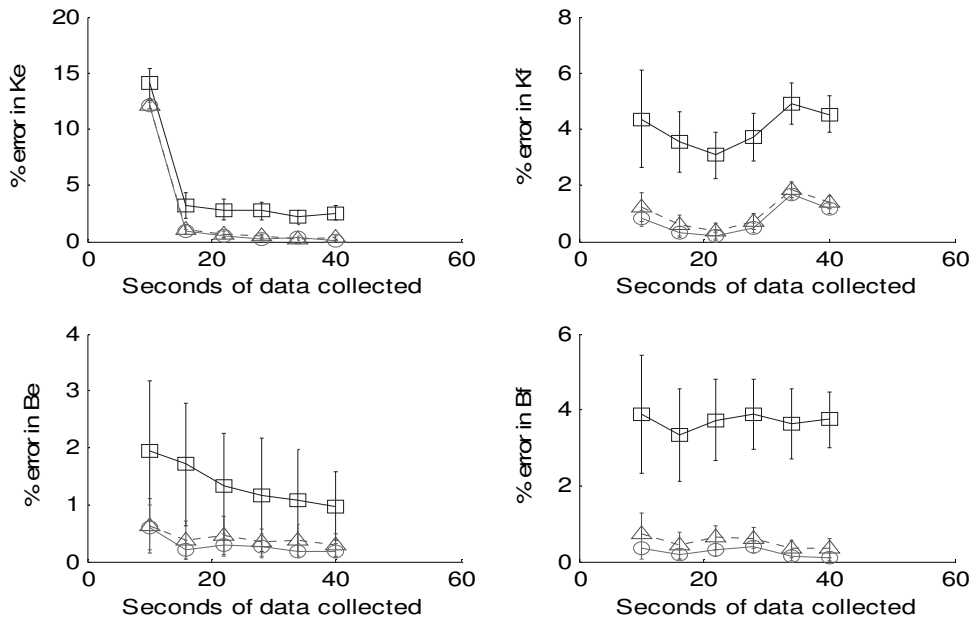 20
15
10
5
0
% error in Ke
0 20 40 60
Seconds of data collected
8
6
4
2
0
% error in Kf
0 20 40 60
Seconds of data collected
4
3
2
1
0
% error in Be
0 20 40 60
Seconds of data collected
6
4
2
0
% error in Bf
0 20 40 60
Seconds of data collected